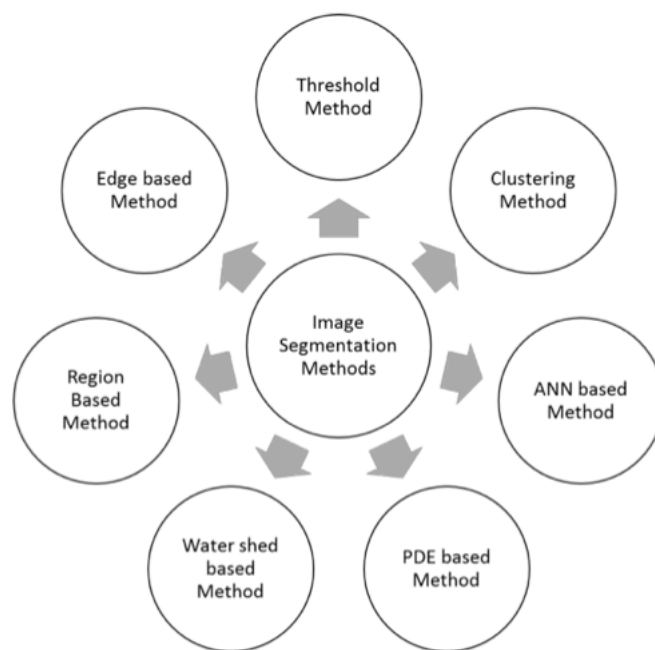 Threshold
Method
Edge based
Method
Clustering
Method
Image
Segmentation
Methods
Region
Based
Method
ANN based
Method
Water shed
based
Method
PDE based
Method